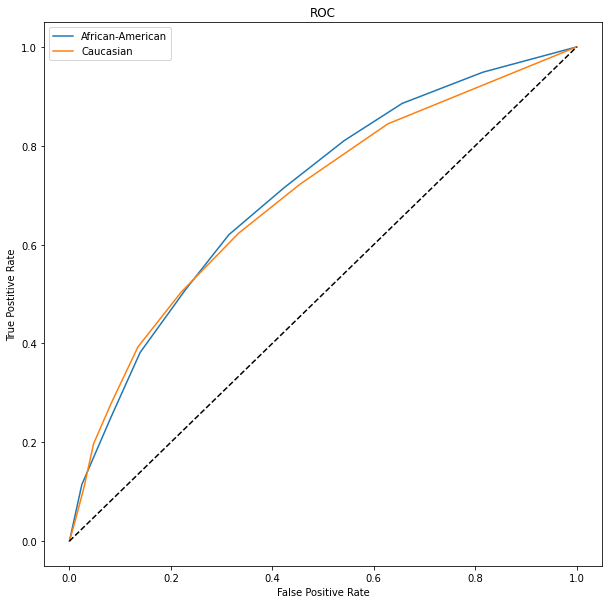 ROC
African-American
Caucasian
True Postitive Rate
1.0
0.8
0.6
0.4
0.2
0.0
0.0 0.2 0.4 0.6 0.8 1.0
False Positive Rate